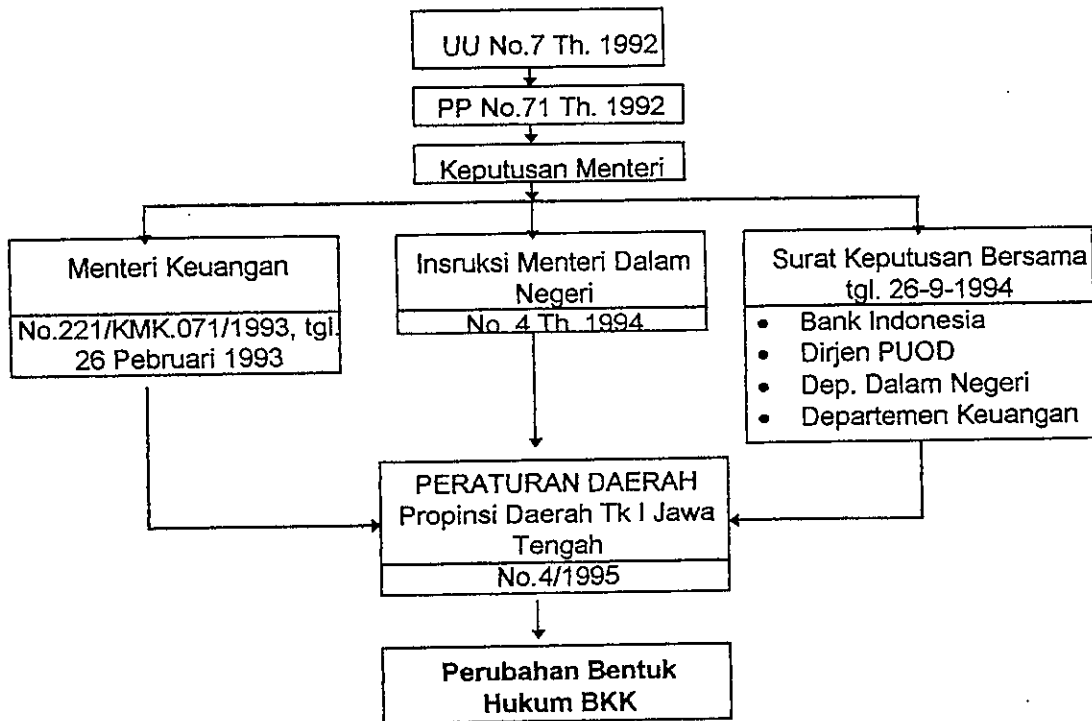 UU No.7 Th. 1992
PP No.71 Th. 1992
Keputusan Menteri
Menteri Keuangan
No.221/KMK.071/1993, tgl.
26 Pebruari 1993
Insruksi Menteri Dalam
Negeri
No. 4 Th. 1994
Surat Keputusan Bersama
tgl. 26-9-1994
• Bank Indonesia
• Dirjen PUOD
• Dep. Dalam Negeri
• Departemen Keuangan
PERATURAN DAERAH
Propinsi Daerah Tk I Jawa
Tengah
No.4/1995
Perubahan Bentuk
Hukum BKK